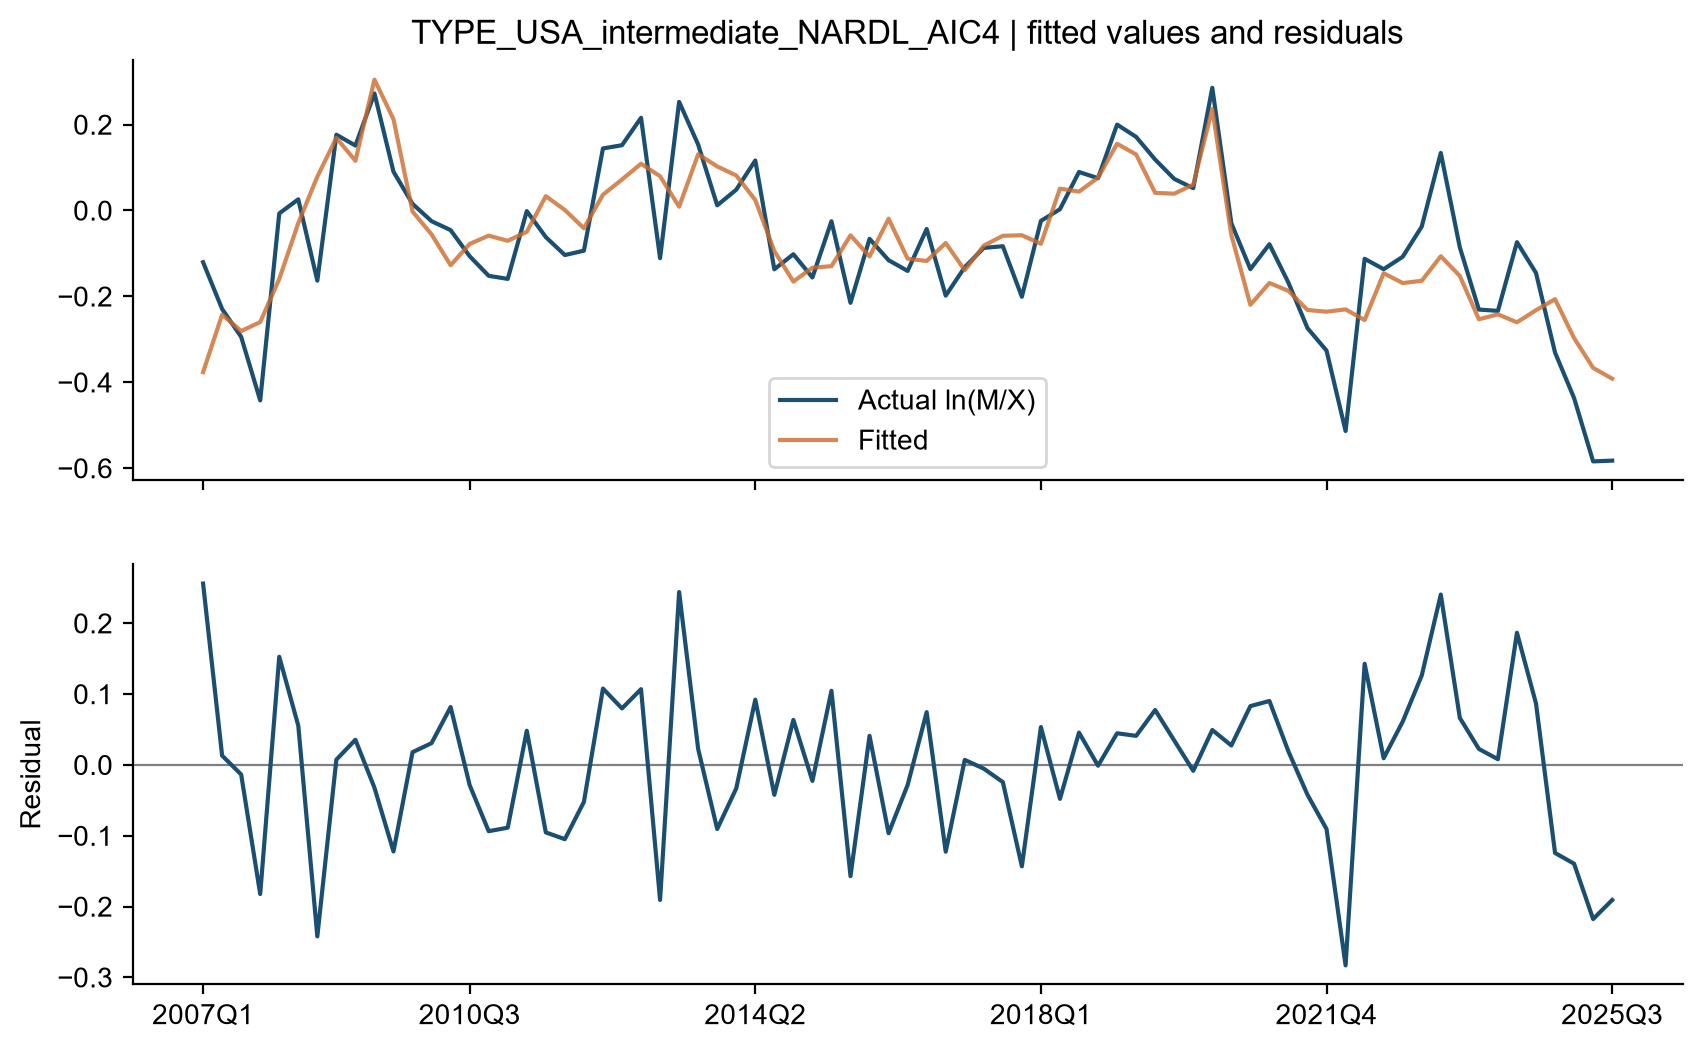 TYPE_USA_intermediate_NARDL_AIC4 | fitted values and residuals
0.2
0.0
−0.2
−0.4
−0.6
Actual ln(M/X)
Fitted
Residual
0.2
0.1
0.0
−0.1
−0.2
−0.3
2007Q1 2010Q3 2014Q2 2018Q1 2021Q4 2025Q3